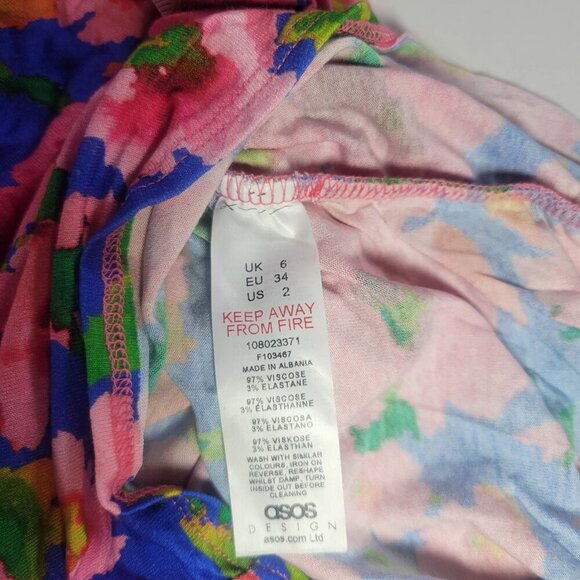 UK 6
EU 34
US 2
KEEP AWAY
FROM FIRE
108023371
F103467
MADE IN ALBANIA
97% VISCOSE
3% ELASTANE
97% VISCOSE
3% ELASTHANNE
97% VISCOSA
3% ELASTANO
97% VISKOSE
3% ELASTHAN
WASH WITH SIMILAR
COLOURS, IRON ON
REVERSE, RESHAPE
WHILST DAMP, TURN
INSIDE OUT BEFORE
CLEANING
asos
DESIGN
asos.com Ltd